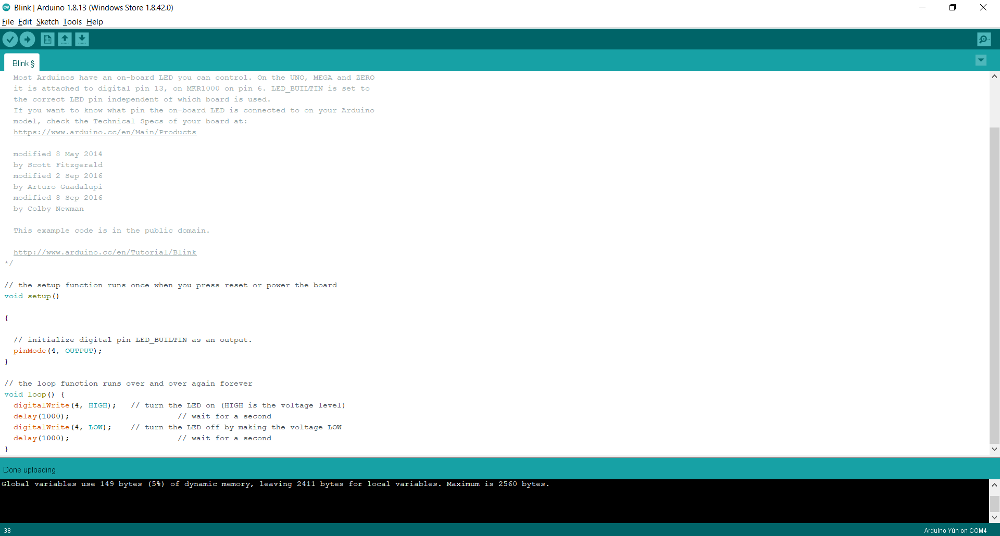 Blink | Arduino 1.8.13 (Windows Store 1.8.42.0)
File Edit Sketch Tools Help
Blink §
Most Arduinos have an on-board LED you can control. On the UNO, MEGA and ZERO
it is attached to digital pin 13, on MKR1000 on pin 6. LED_BUILTIN is set to
the correct LED pin independent of which board is used.
If you want to know what pin the on-board LED is connected to on your Arduino
model, check the Technical Specs of your board at:
https://www.arduino.cc/en/Main/Products
modified 8 May 2014
by Scott Fitzgerald
modified 2 Sep 2016
by Arturo Guadalupi
modified 8 Sep 2016
by Colby Newman
This example code is in the public domain.
http://www.arduino.cc/en/Tutorial/Blink
*/
// the setup function runs once when you press reset or power the board
void setup()
{
// initialize digital pin LED_BUILTIN as an output.
pinMode(4, OUTPUT);
}
// the loop function runs over and over again forever
void loop() {
digitalWrite(4, HIGH);   // turn the LED on (HIGH is the voltage level)
delay(1000);                       // wait for a second
digitalWrite(4, LOW);    // turn the LED off by making the voltage LOW
delay(1000);                       // wait for a second
}
Done uploading.
Global variables use 149 bytes (5%) of dynamic memory, leaving 2411 bytes for local variables. Maximum is 2560 bytes.
38
Arduino Yún on COM4